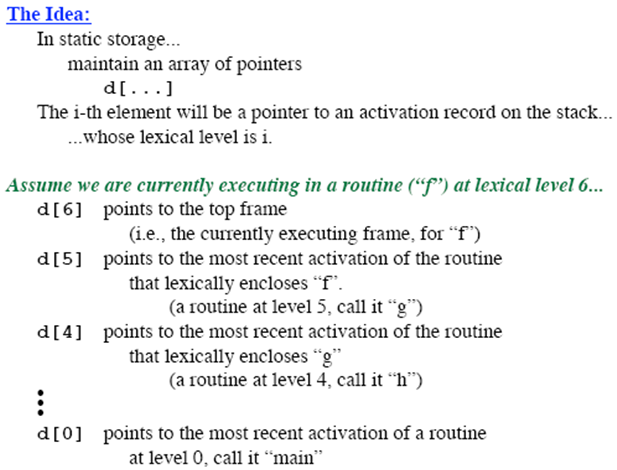 The Idea:
In static storage...
maintain an array of pointers
d[...]
The i-th element will be a pointer to an activation record on the stack...
...whose lexical level is i.
Assume we are currently executing in a routine (“f”) at lexical level 6...
d[6] points to the top frame
(i.e., the currently executing frame, for “f”)
d[5] points to the most recent activation of the routine
that lexically encloses “f”.
(a routine at level 5, call it “g”)
d[4] points to the most recent activation of the routine
that lexically encloses “g”
(a routine at level 4, call it “h”)
d[0] points to the most recent activation of a routine
at level 0, call it “main”